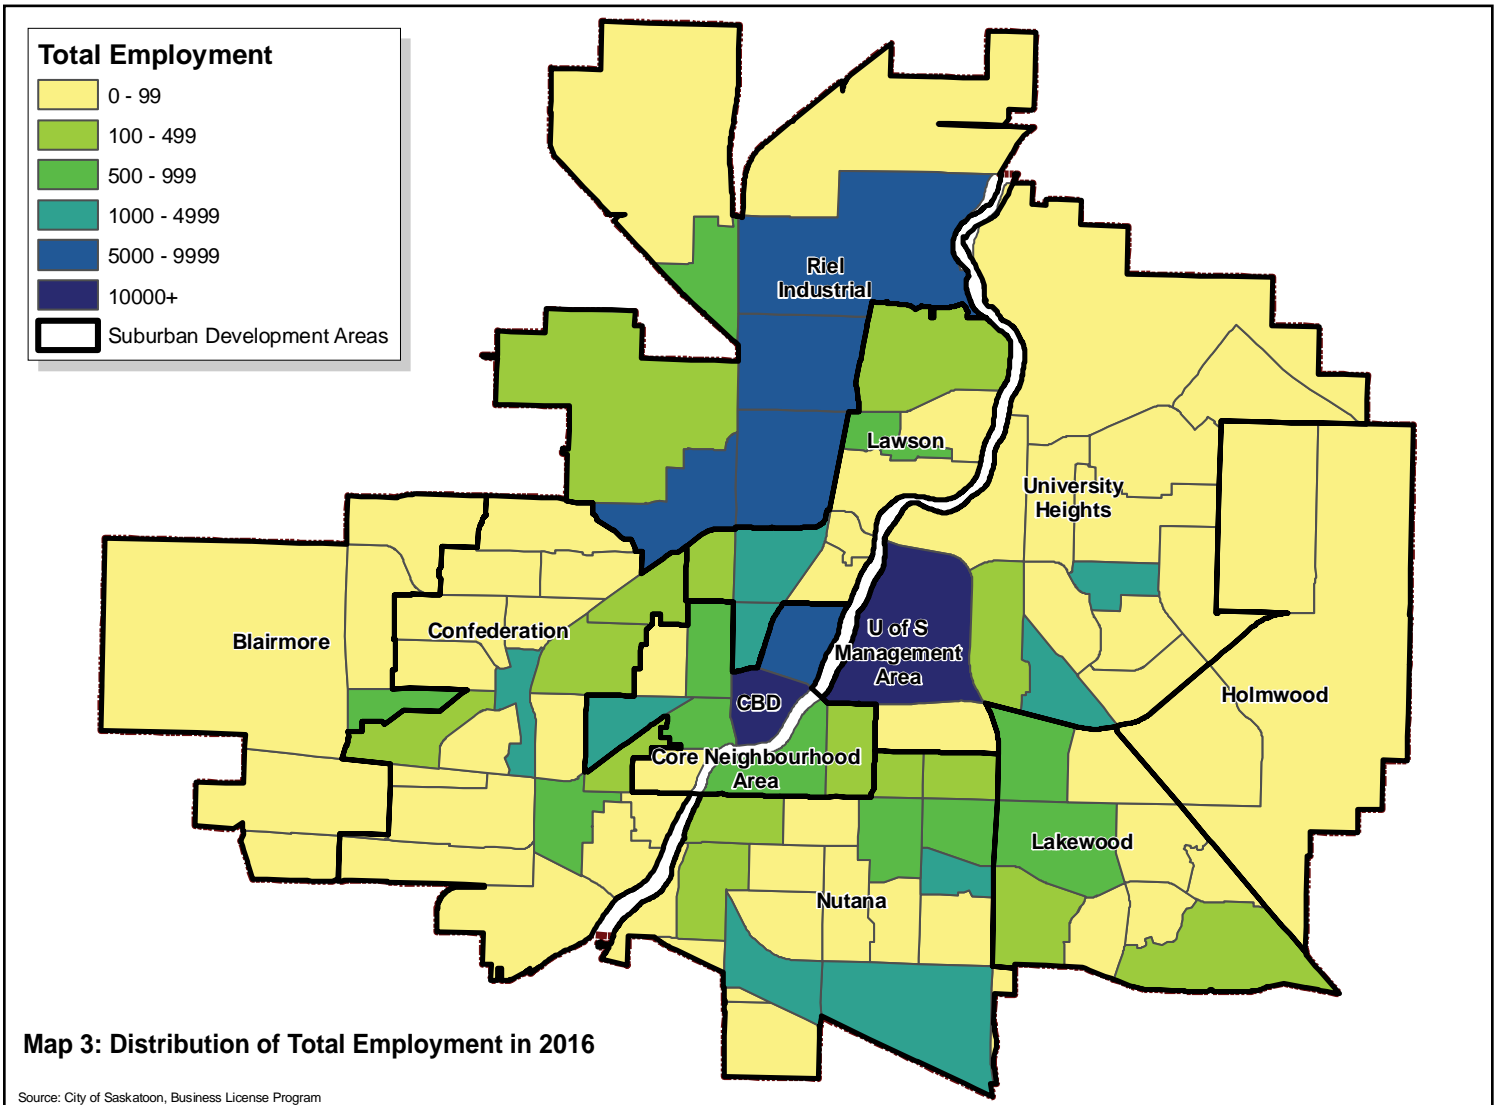 Total Employment
0 - 99
100 - 499
500 - 999
1000 - 4999
5000 - 9999
10000+
Suburban Development Areas
Riel
Industrial
Lawson
University
Heights
Blairmore
Confederation
U of S
Management
Area
Holmwood
CBD
Core Neighbourhood
Area
Lakewood
Nutana
Map 3: Distribution of Total Employment in 2016
Source: City of Saskatoon, Business License Program